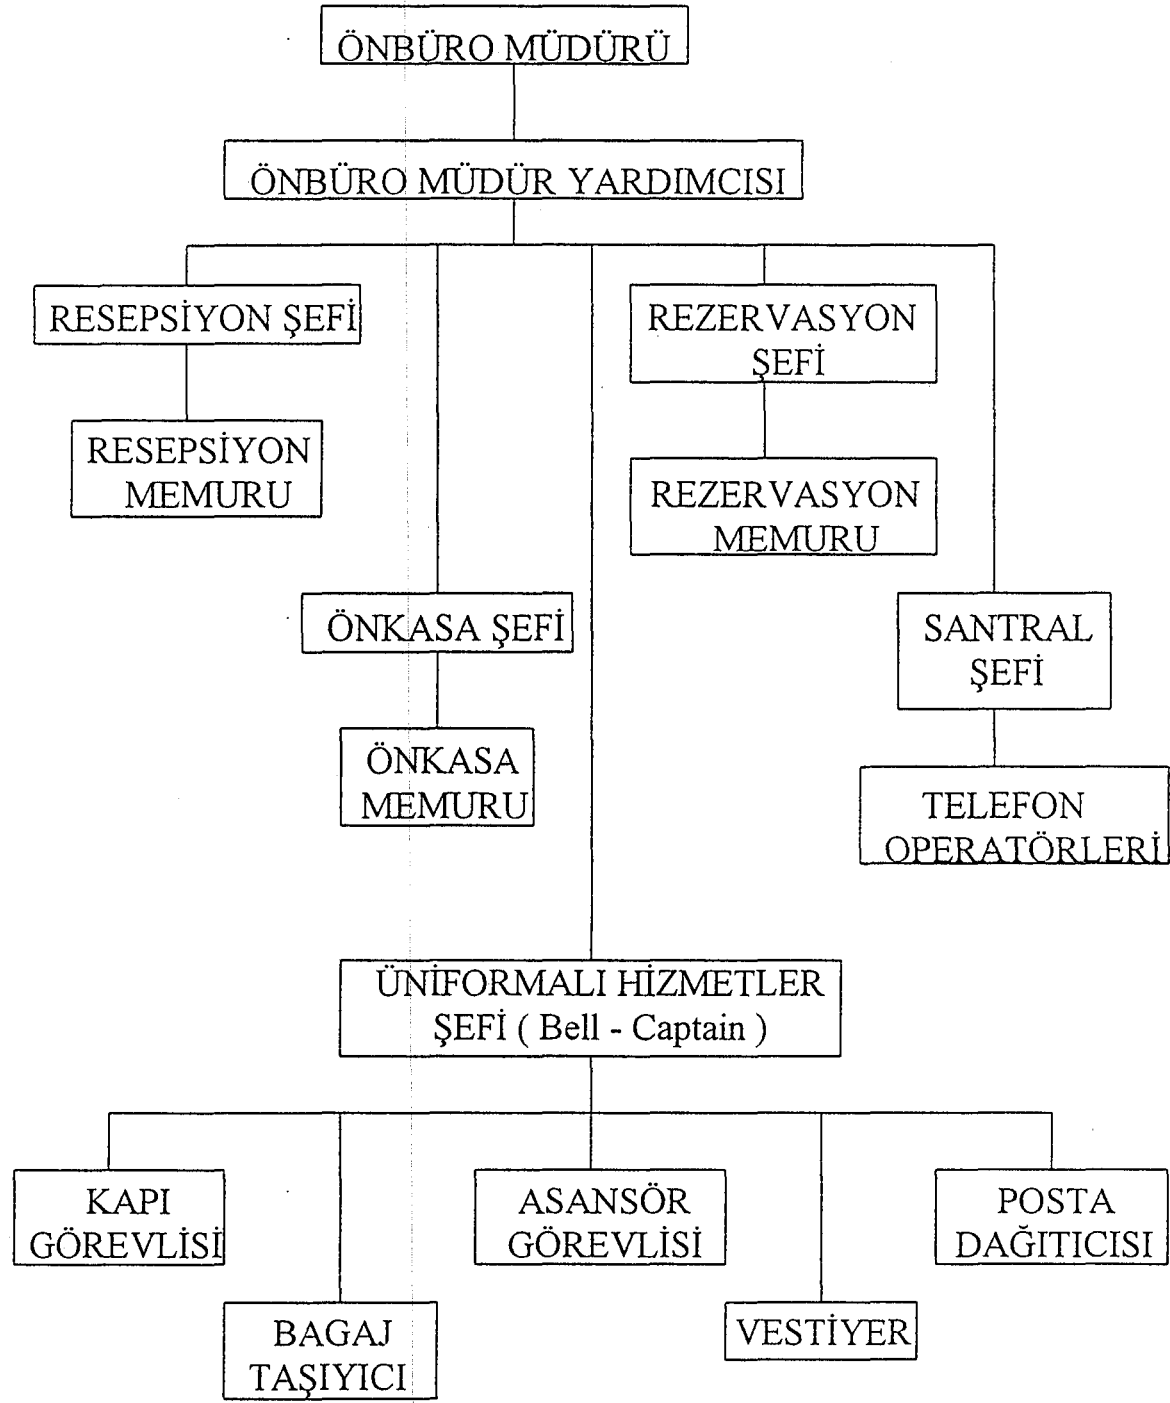 ÖNBÜRO MÜDÜRÜ
ÖNBÜRO MÜDÜR YARDIMCISI
RESEPSİYON ŞEFİ
REZERVASYON
ŞEFİ
RESEPSİYON
MEMURU
REZERVASYON
MEMURU
ÖNKASA ŞEFİ
SANTRAL
ŞEFİ
ÖNKASA
MEMURU
TELEFON
OPERATÖRLERİ
ÜNİFORMALI HİZMETLER
ŞEFİ ( Bell - Captain )
KAPI
GÖREVLİSİ
ASANSÖR
GÖREVLİSİ
POSTA
DAĞITICISI
BAGAJ
TAŞIYICI
VESTİYER